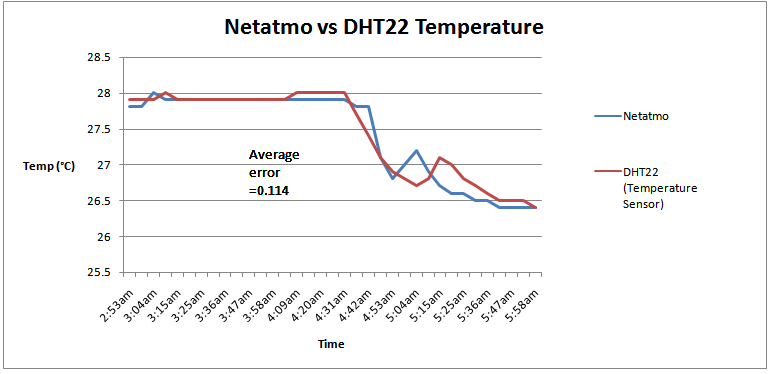 Netatmo vs DHT22 Temperature
28.5
28
27.5
27
26.5
26
25.5
Temp (°C)
Average
error
=0.114
Netatmo
DHT22
(Temperature
Sensor)
2:53am
3:04am
3:15am
3:25am
3:36am
3:47am
3:58am
4:09am
4:20am
4:31am
4:42am
4:53am
5:04am
5:15am
5:25am
5:36am
5:47am
5:58am
Time